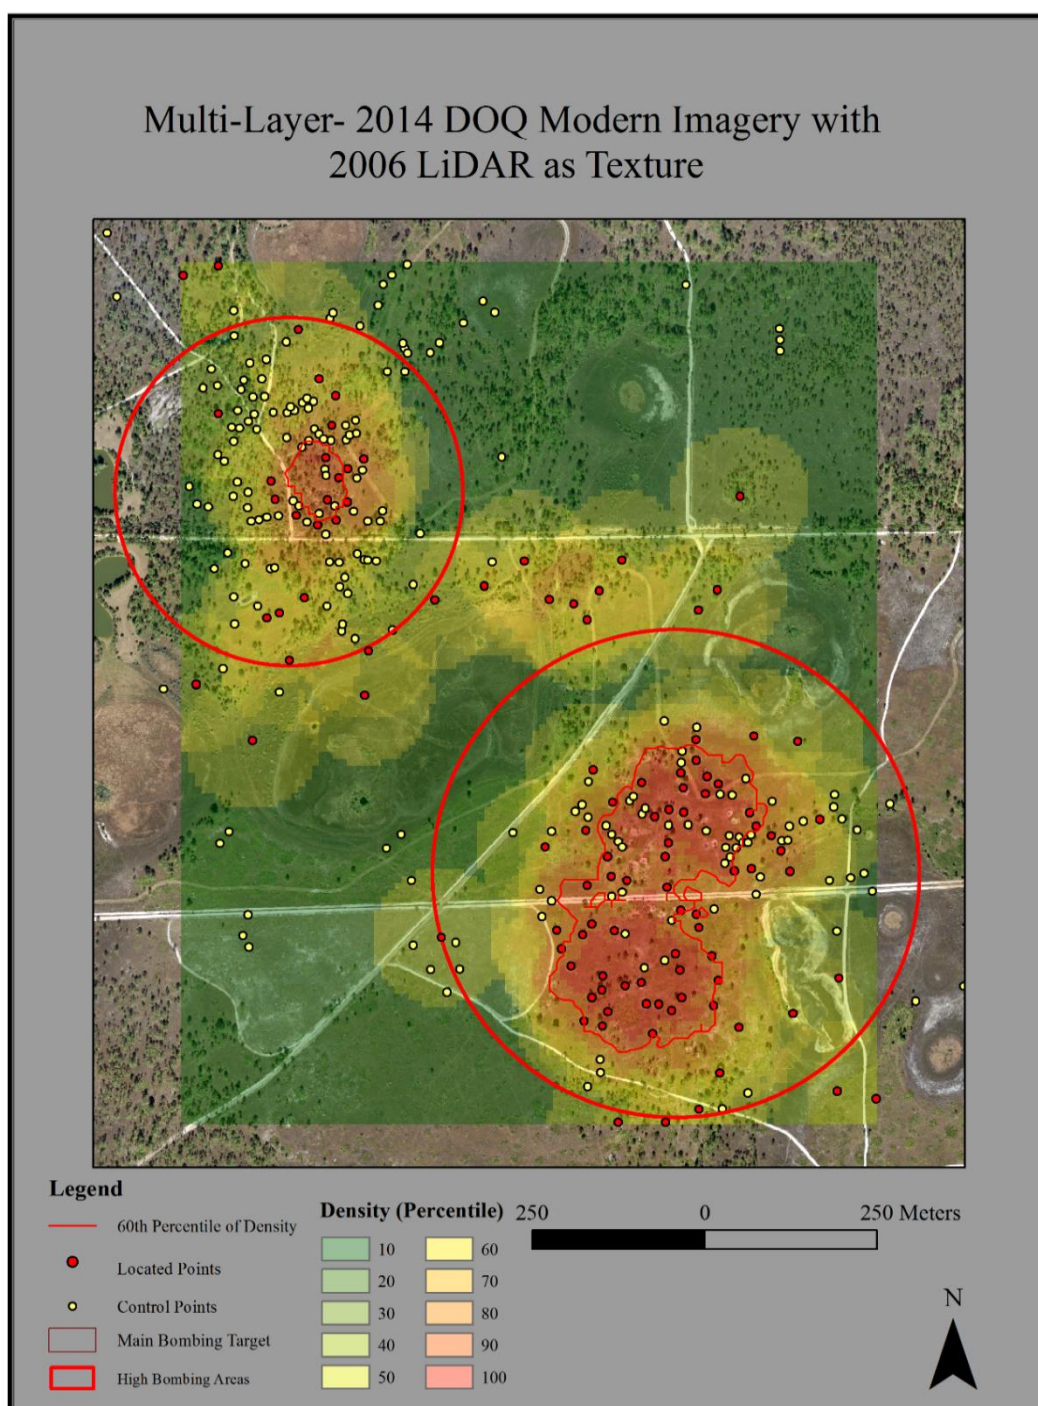 Multi-Layer- 2014 DOQ Modern Imagery with
2006 LiDAR as Texture
Legend
60th Percentile of Density
Located Points
Control Points
Main Bombing Target
High Bombing Areas
Density (Percentile)
10 60
20 70
30 80
40 90
50 100
250 0 250 Meters
N